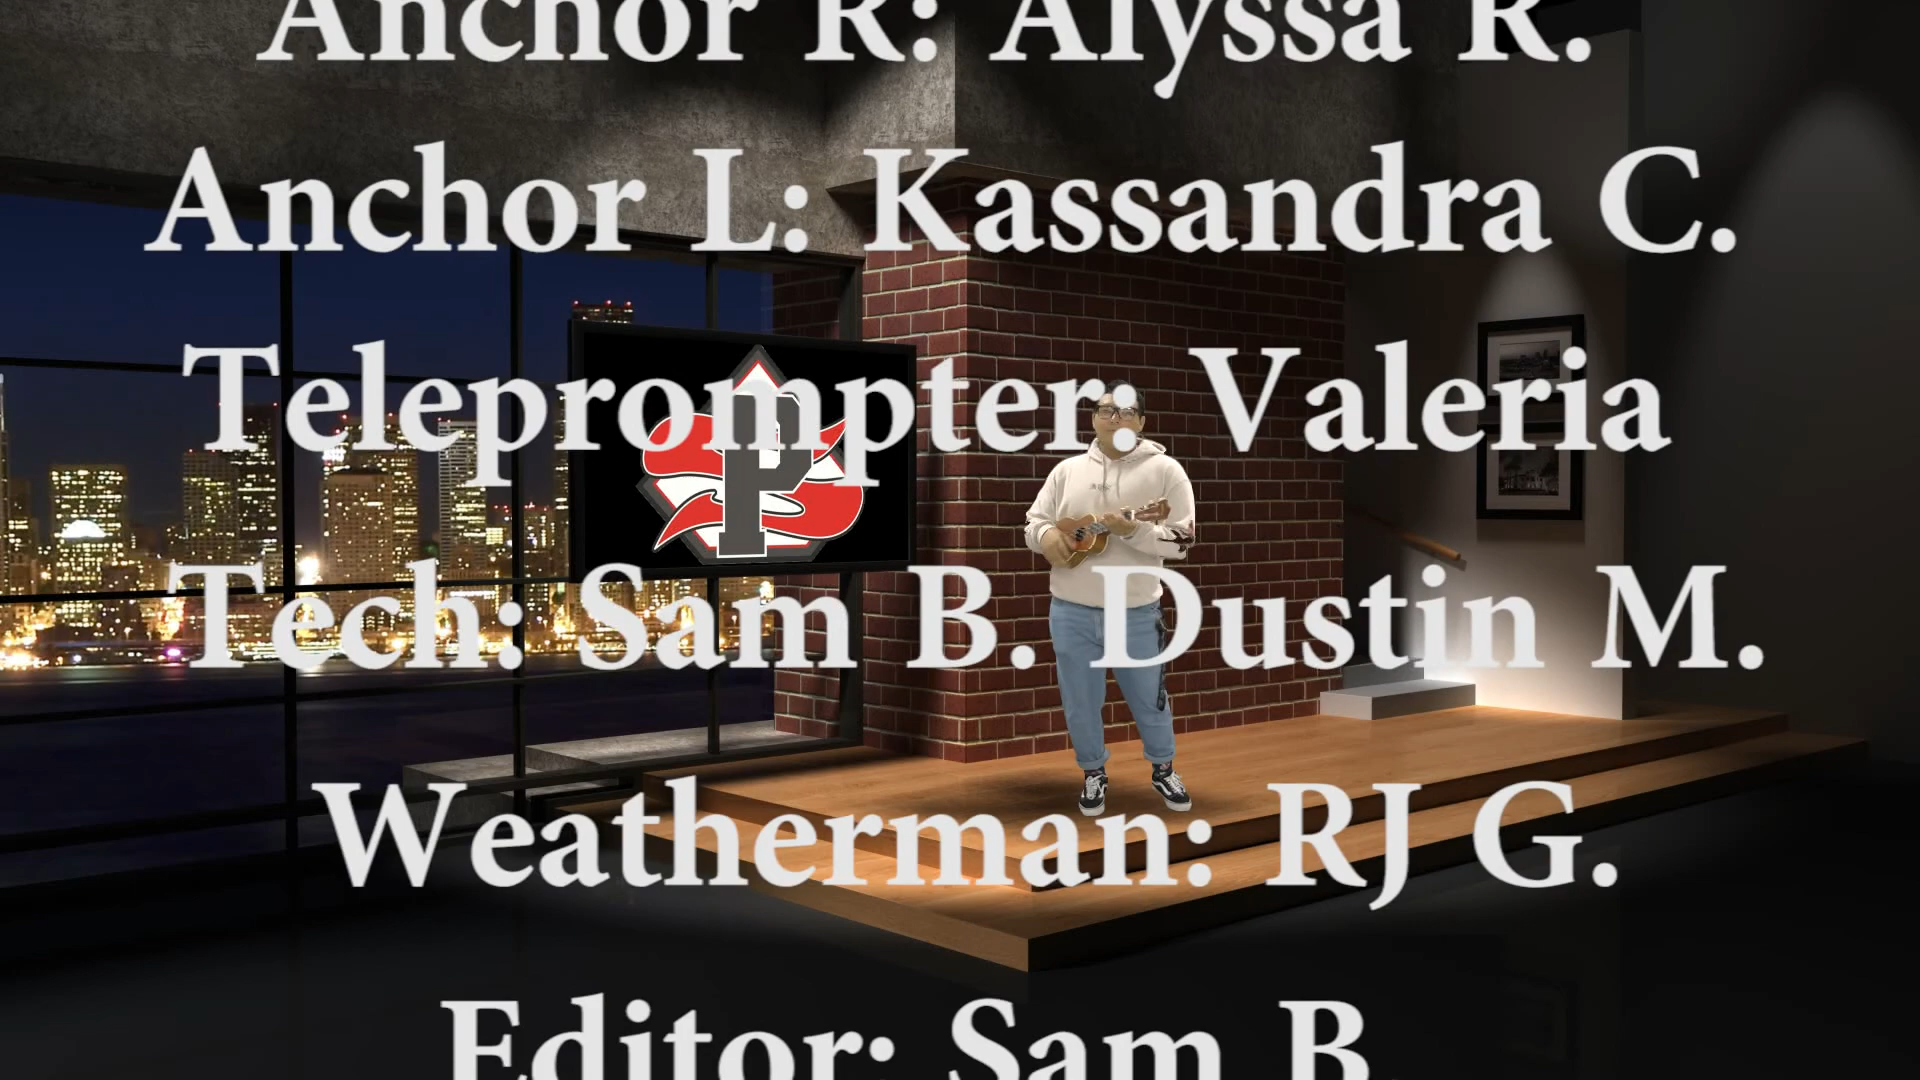 Anchor R: Alyssa R.
Anchor L: Kassandra C.
Teleprompter: Valeria
P
Tech: Sam B. Dustin M.
Weatherman: RJ G.
Editor: Sam B.